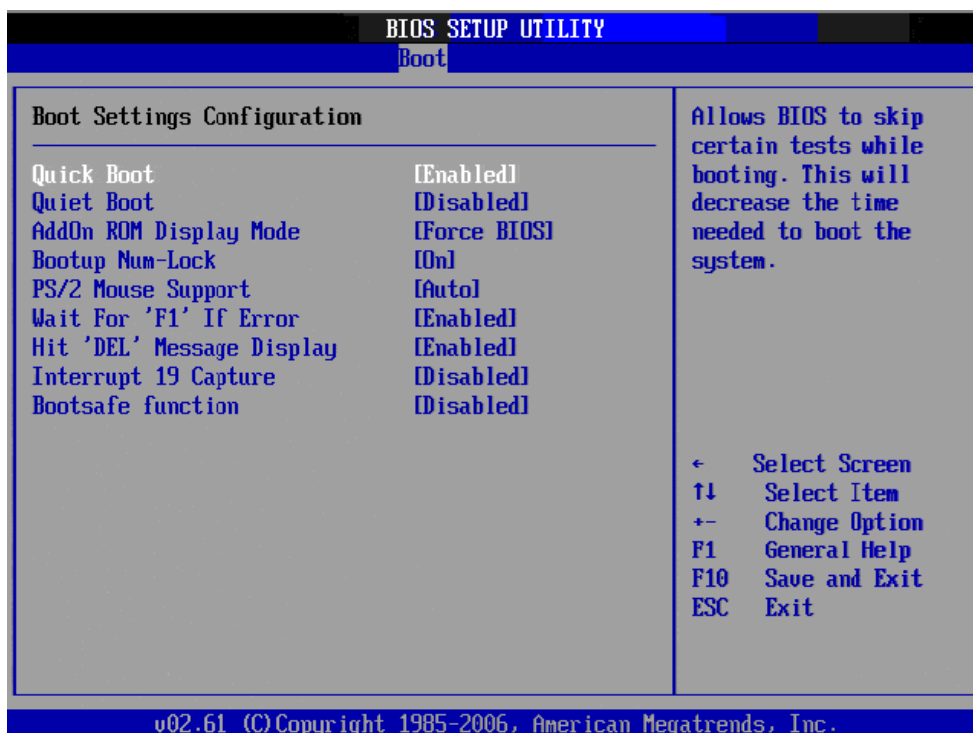 BIOS SETUP UTILITY
Boot
Boot Settings Configuration
Quick Boot [Enabled]
Quiet Boot [Disabled]
AddOn ROM Display Mode [Force BIOS]
Bootup Num-Lock [On]
PS/2 Mouse Support [Auto]
Wait For 'F1' If Error [Enabled]
Hit 'DEL' Message Display [Enabled]
Interrupt 19 Capture [Disabled]
Bootsafe function [Disabled]
Allows BIOS to skip
certain tests while
booting. This will
decrease the time
needed to boot the
system.
← Select Screen
↑↓ Select Item
+- Change Option
F1 General Help
F10 Save and Exit
ESC Exit
v02.61 (C)Copyright 1985-2006, American Megatrends, Inc.